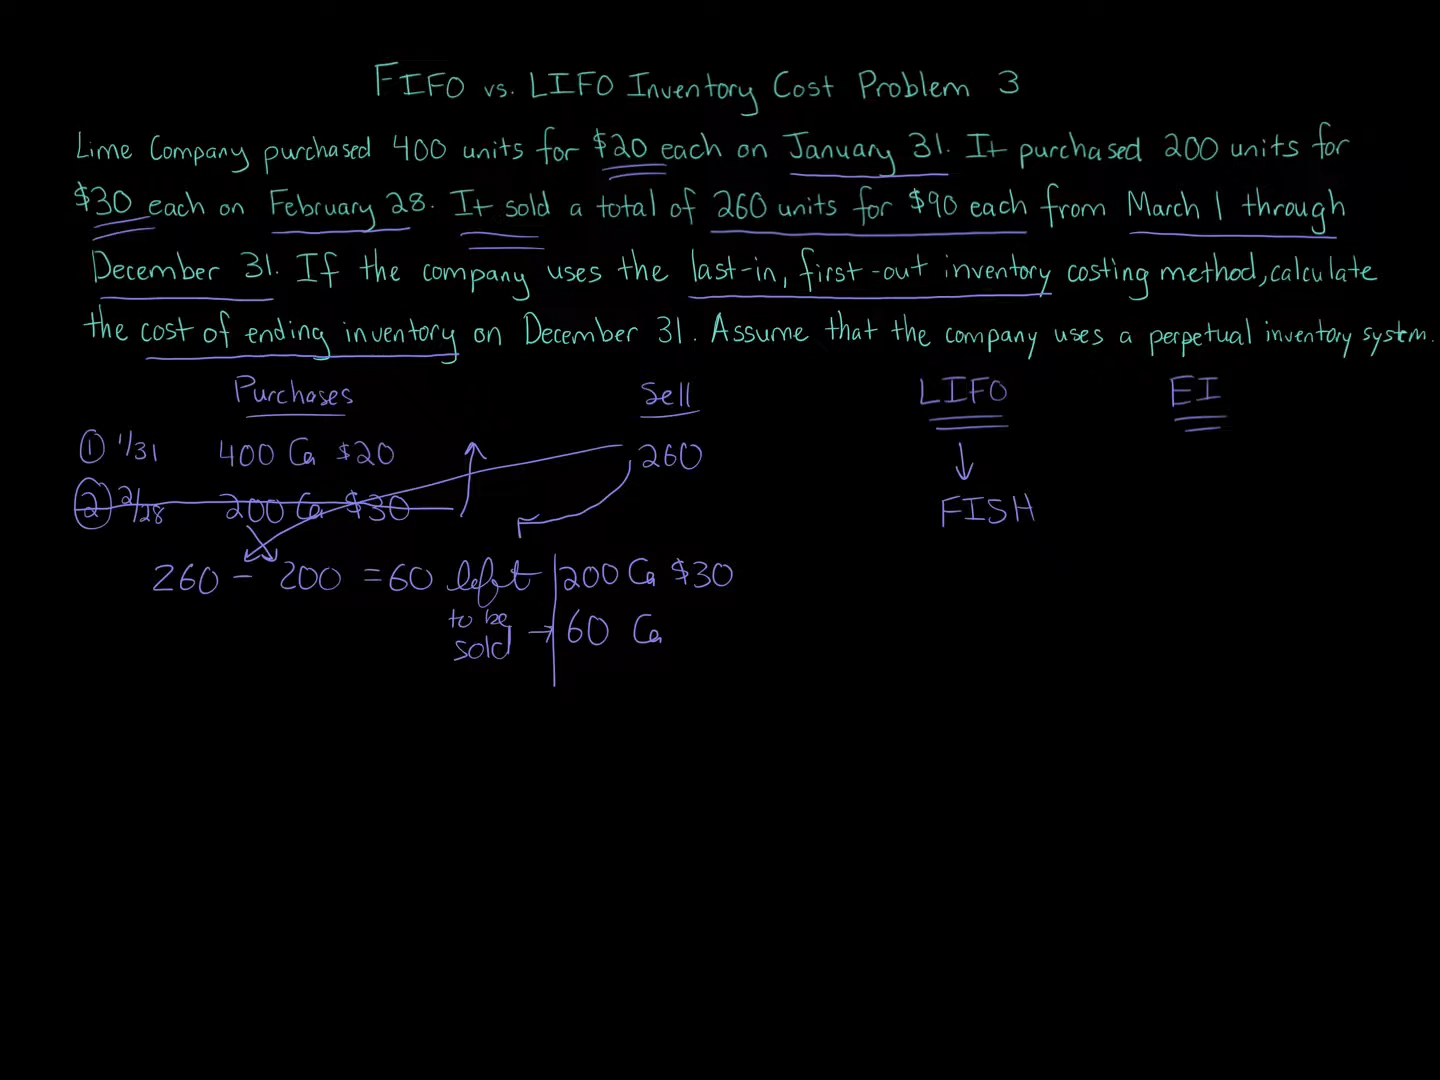 FIFO vs. LIFO Inventory Cost Problem 3
Lime Company purchased 400 units for $20 each on January 31. It purchased 200 units for
$30 each on February 28. It sold a total of 260 units for $90 each from March 1 through
December 31. If the company uses the last-in, first-out inventory costing method, calculate
the cost of ending inventory on December 31. Assume that the company uses a perpetual inventory system.
Purchases Sell LIFO EI
① 1/31 400 @ $20 260
② 2/28 200 @ $30 FISH
260 - 200 = 60 left 200 @ $30
to be
sold → 60 @